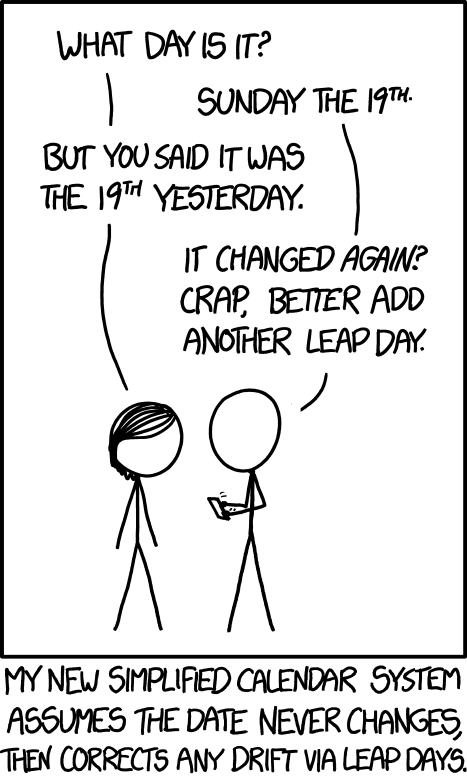 WHAT DAY IS IT?
SUNDAY THE 19TH.
BUT YOU SAID IT WAS
THE 19TH YESTERDAY.
IT CHANGED AGAIN?
CRAP, BETTER ADD
ANOTHER LEAP DAY.
MY NEW SIMPLIFIED CALENDAR SYSTEM
ASSUMES THE DATE NEVER CHANGES,
THEN CORRECTS ANY DRIFT VIA LEAP DAYS.